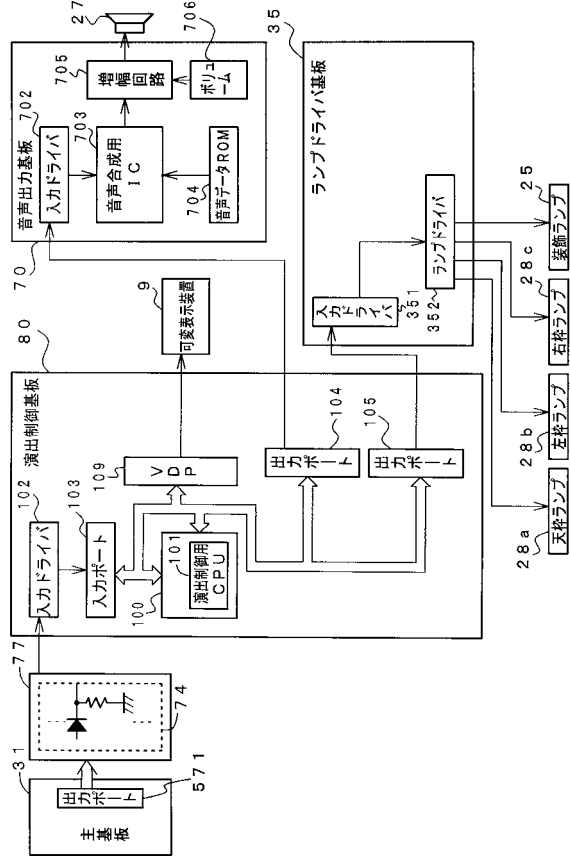 31
主基板
出力ポート
571
77
74
80
演出制御基板
102
入力ドライバ
103
入力ポート
109
VDP
100
101
演出制御用
CPU
出力ポート
104
出力ポート
105
9
可変表示装置
70
音声出力基板
702
入力ドライバ
703
音声合成用
IC
704
音声データROM
705
増幅回路
706
ボリュ
ーム
27
35
ランプドライバ基板
入力ド
ライバ
351
ランプドライバ
352
天枠ランプ
28a
左枠ランプ
28b
右枠ランプ
28c
装飾ランプ
25